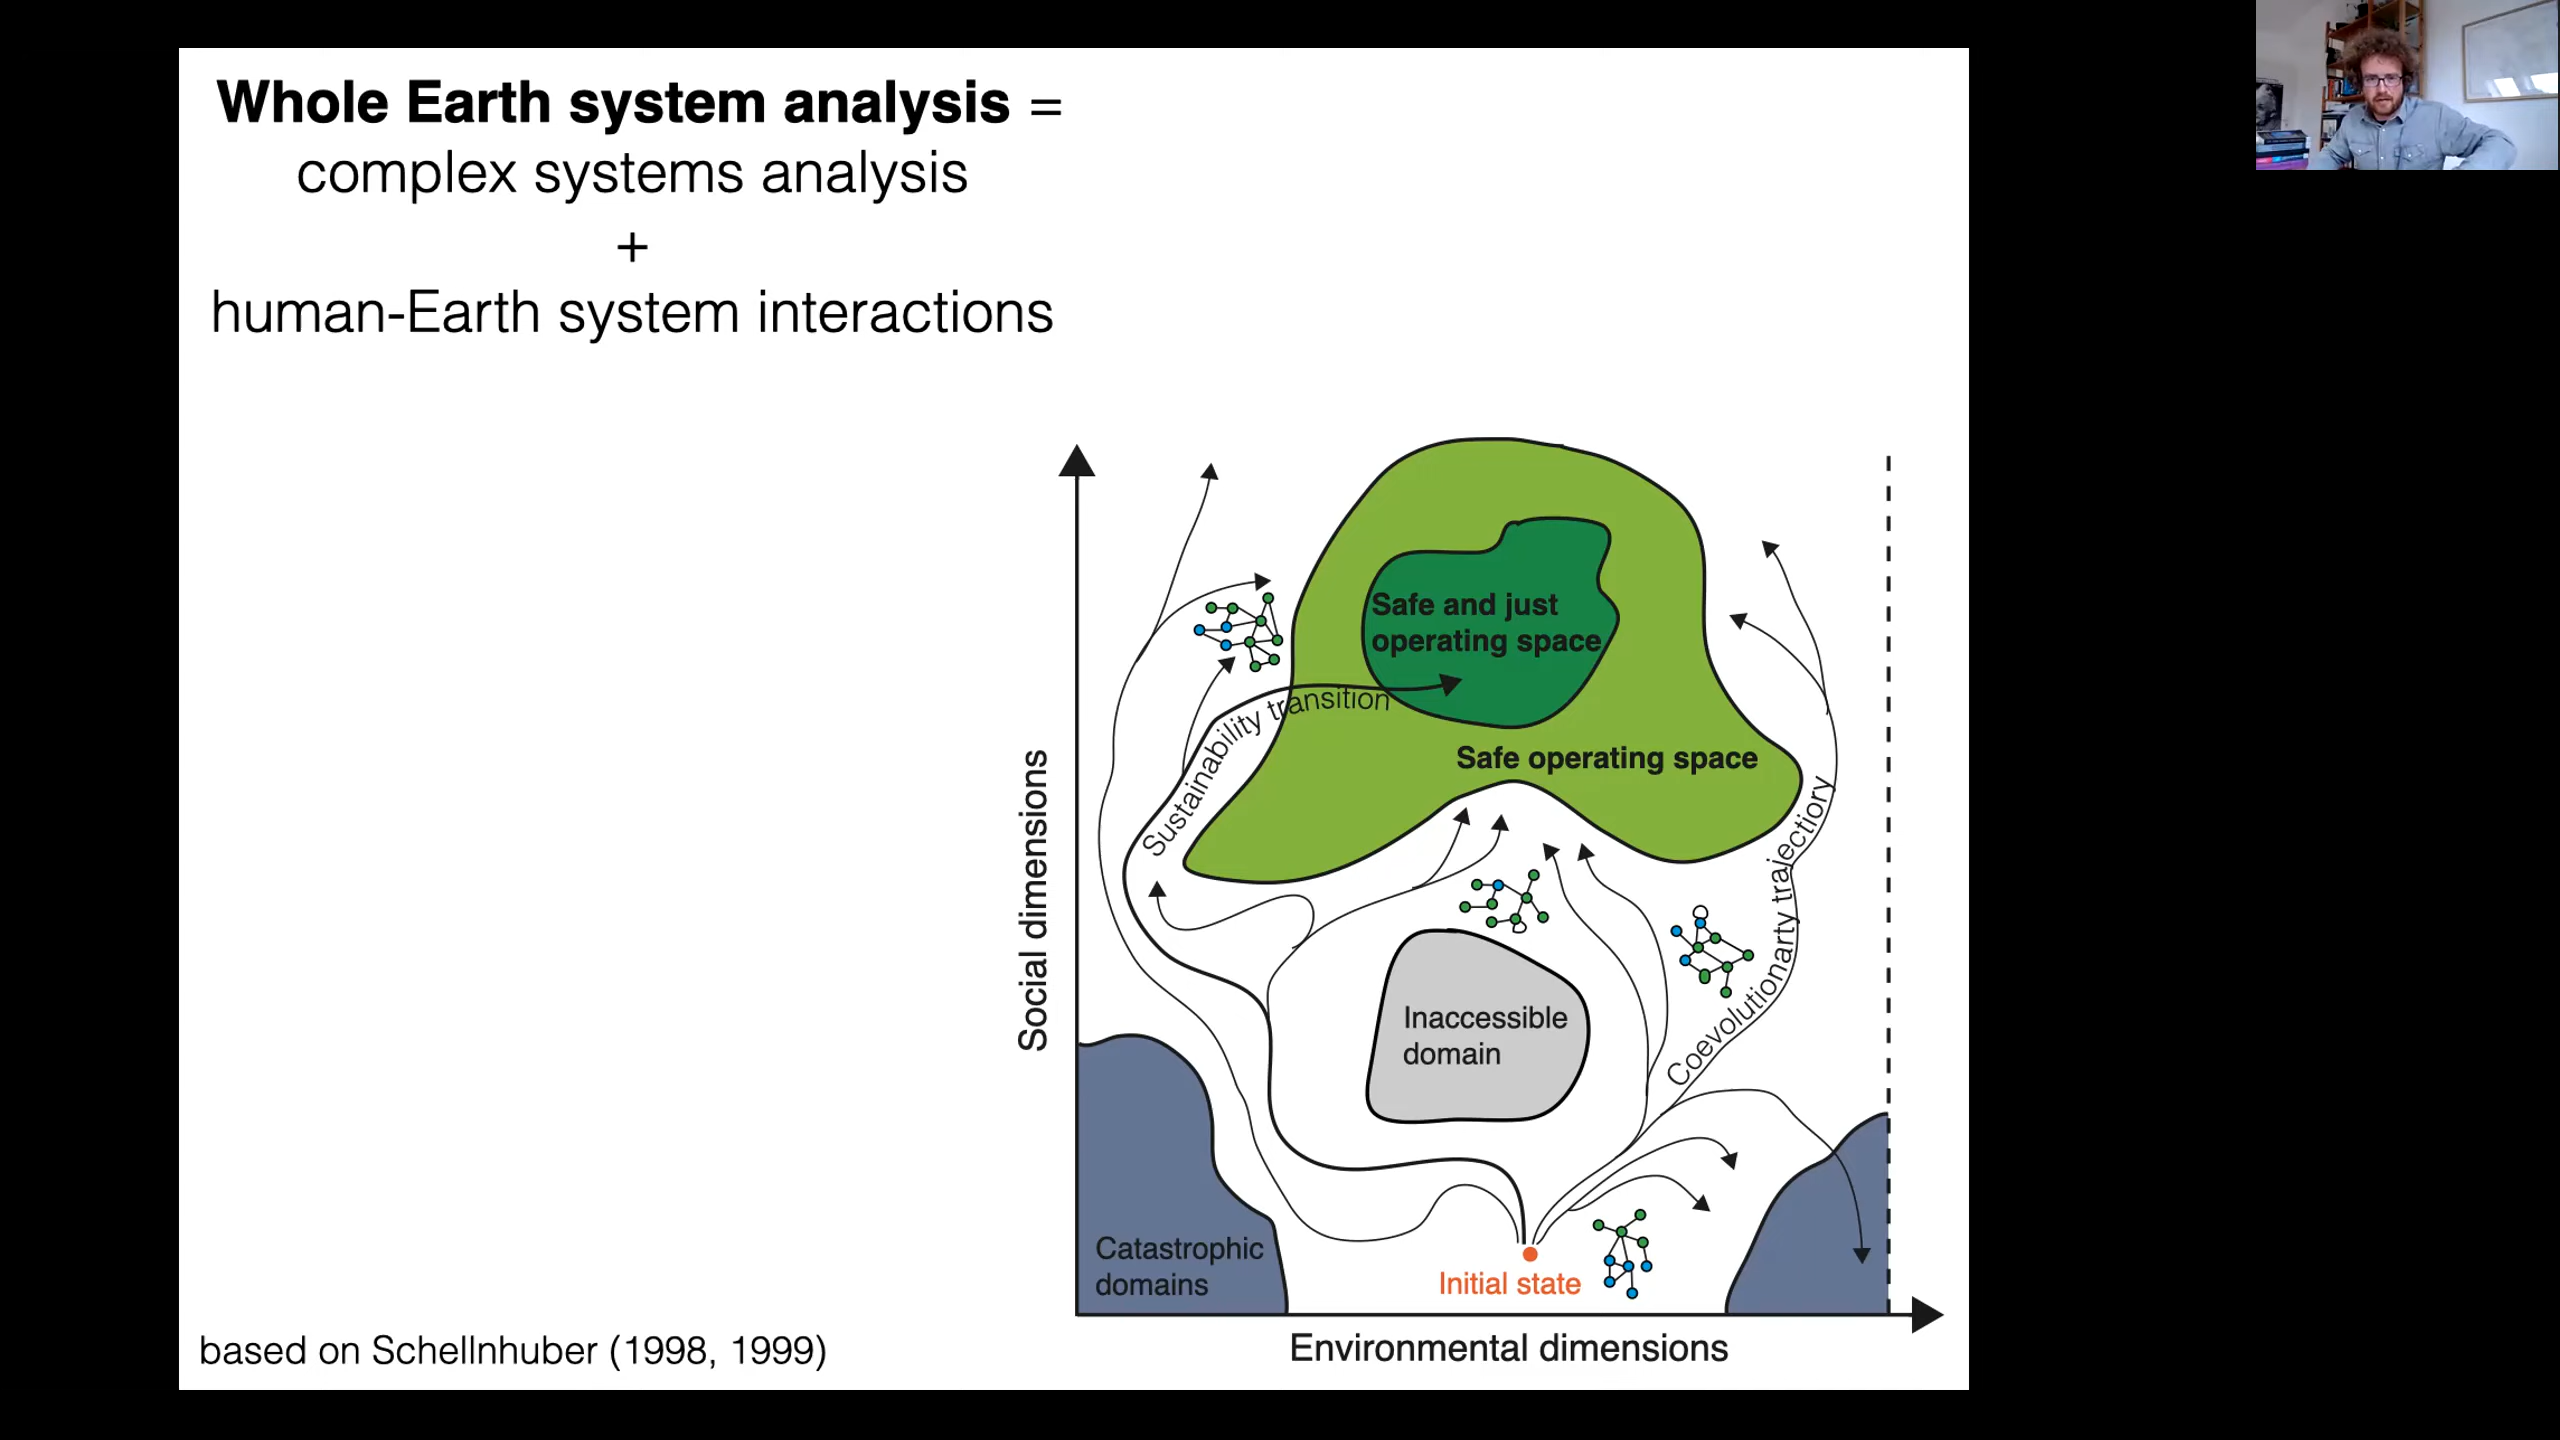 Whole Earth system analysis =
complex systems analysis
+
human-Earth system interactions
Safe and just
operating space
Sustainability transition
Safe operating space
Coevolutionarty trajectiory
Social dimensions
Inaccessible
domain
Catastrophic
domains
Initial state
Environmental dimensions
based on Schellnhuber (1998, 1999)